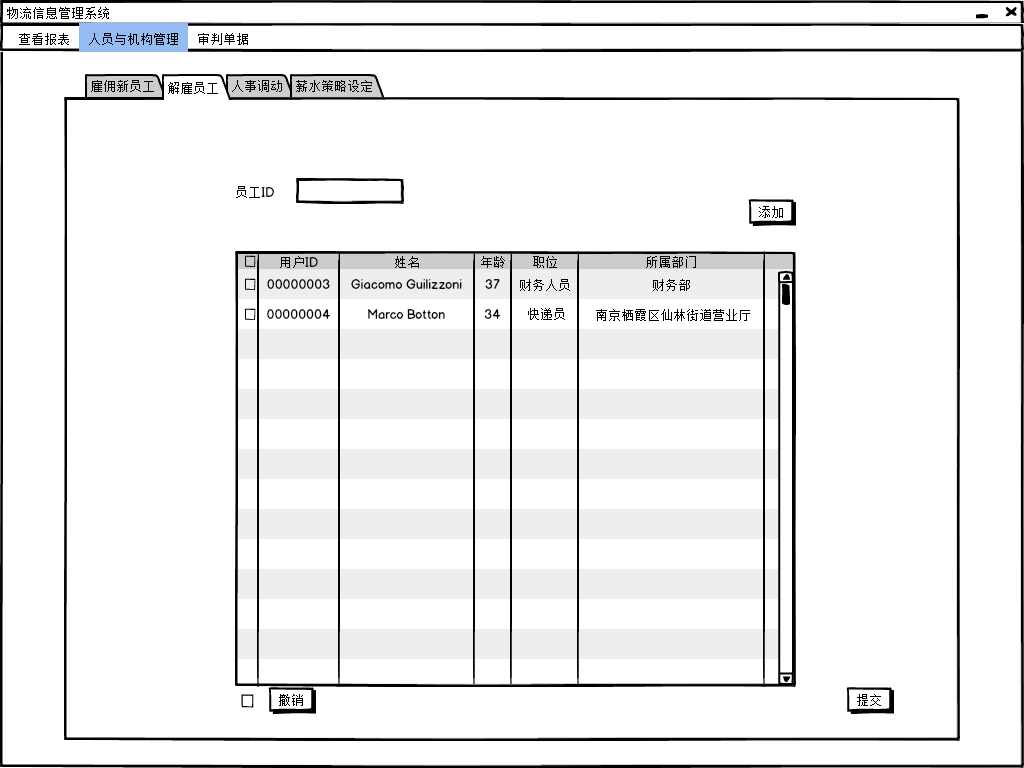 物流信息管理系统
查看报表 人员与机构管理 审判单据
雇佣新员工 解雇员工 人事调动 薪水策略设定
员工ID
添加
用户ID 姓名 年龄 职位 所属部门
00000003 Giacomo Guilizzoni 37 财务人员 财务部
00000004 Marco Botton 34 快递员 南京栖霞区仙林街道营业厅
撤销 提交